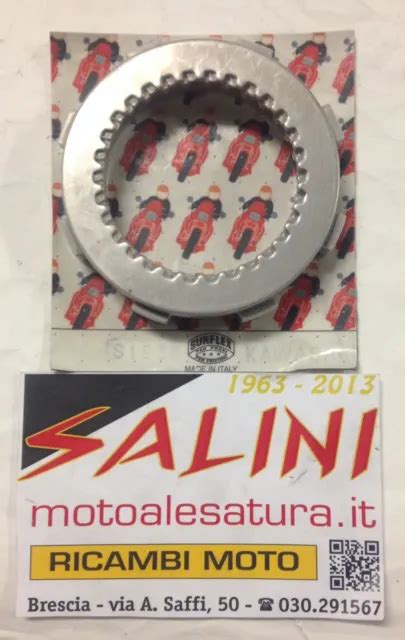 SURFLEX
MADE IN ITALY
1963 - 2013
SALINI
motoalesatura.it
RICAMBI MOTO
Brescia - via A. Saffi, 50 - ☎ 030.291567